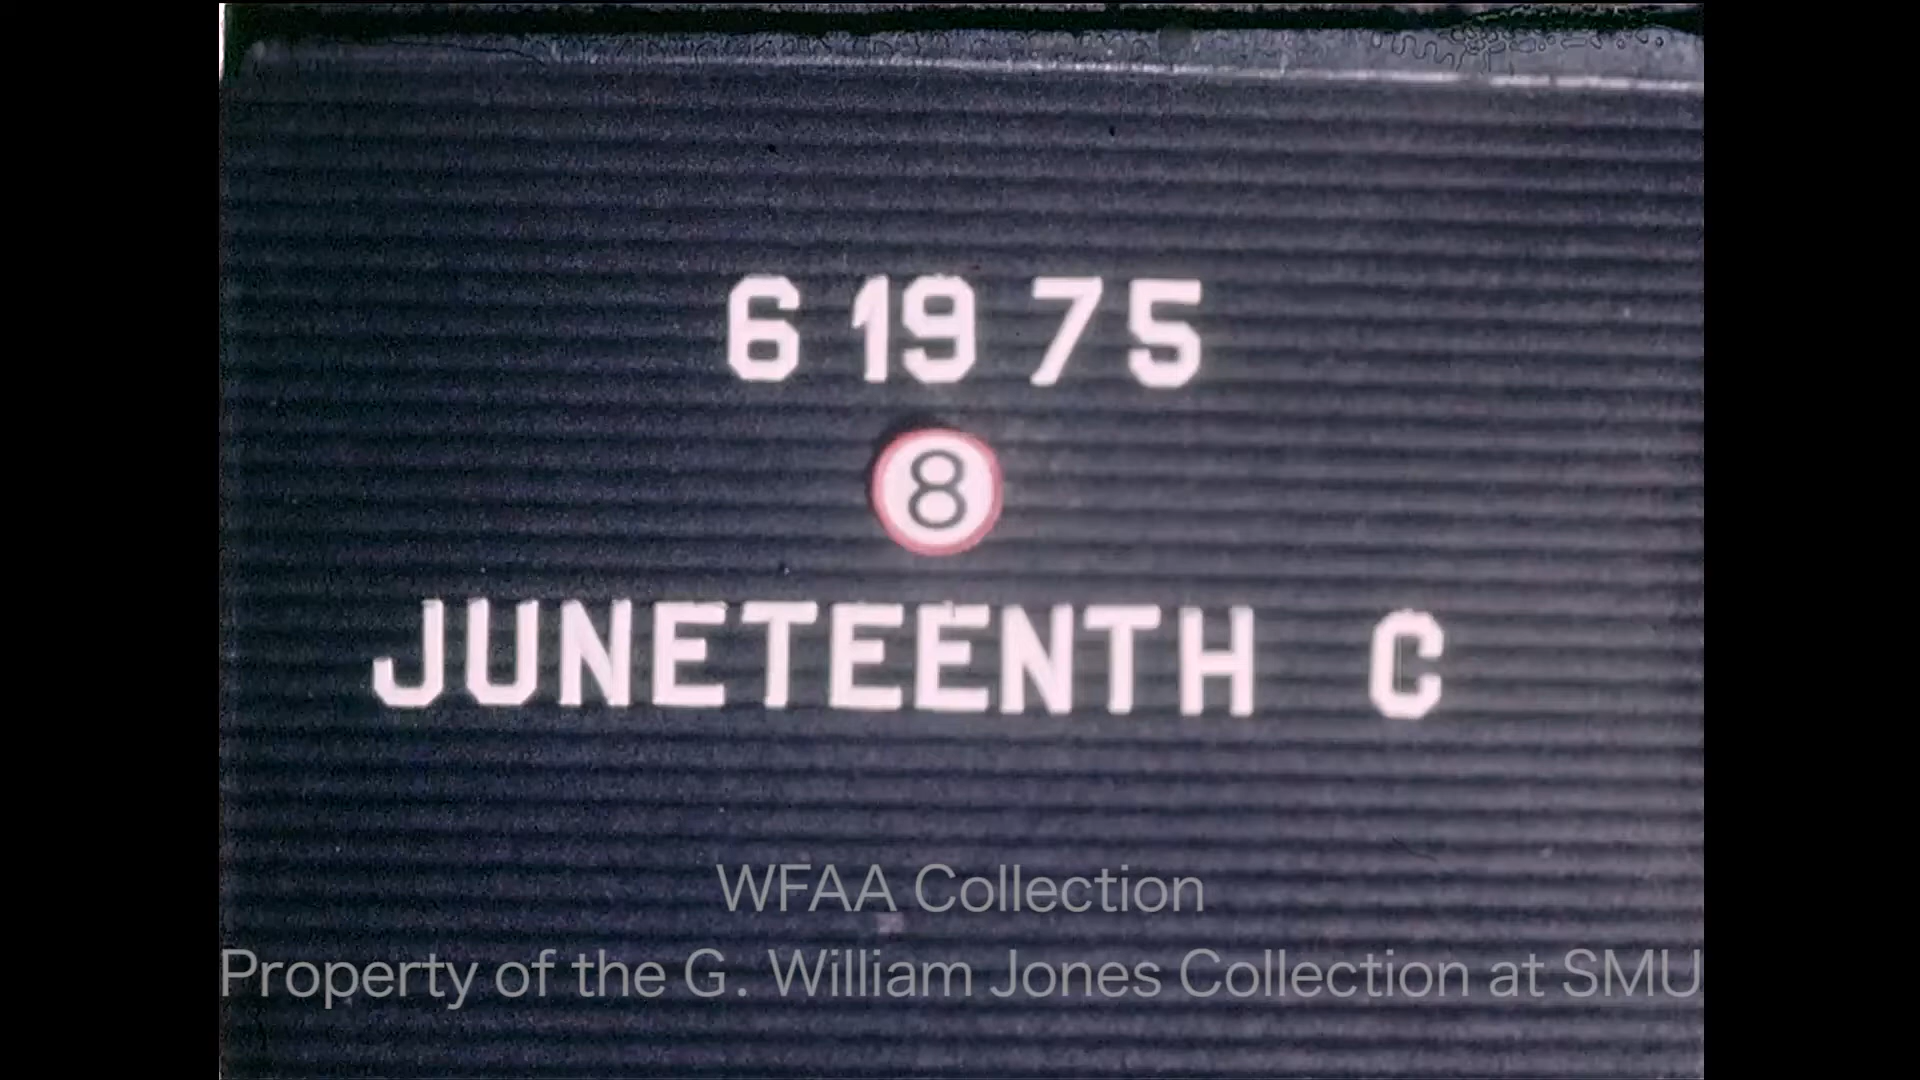 6 19 75
8
JUNETEENTH C
WFAA Collection
Property of the G. William Jones Collection at SMU